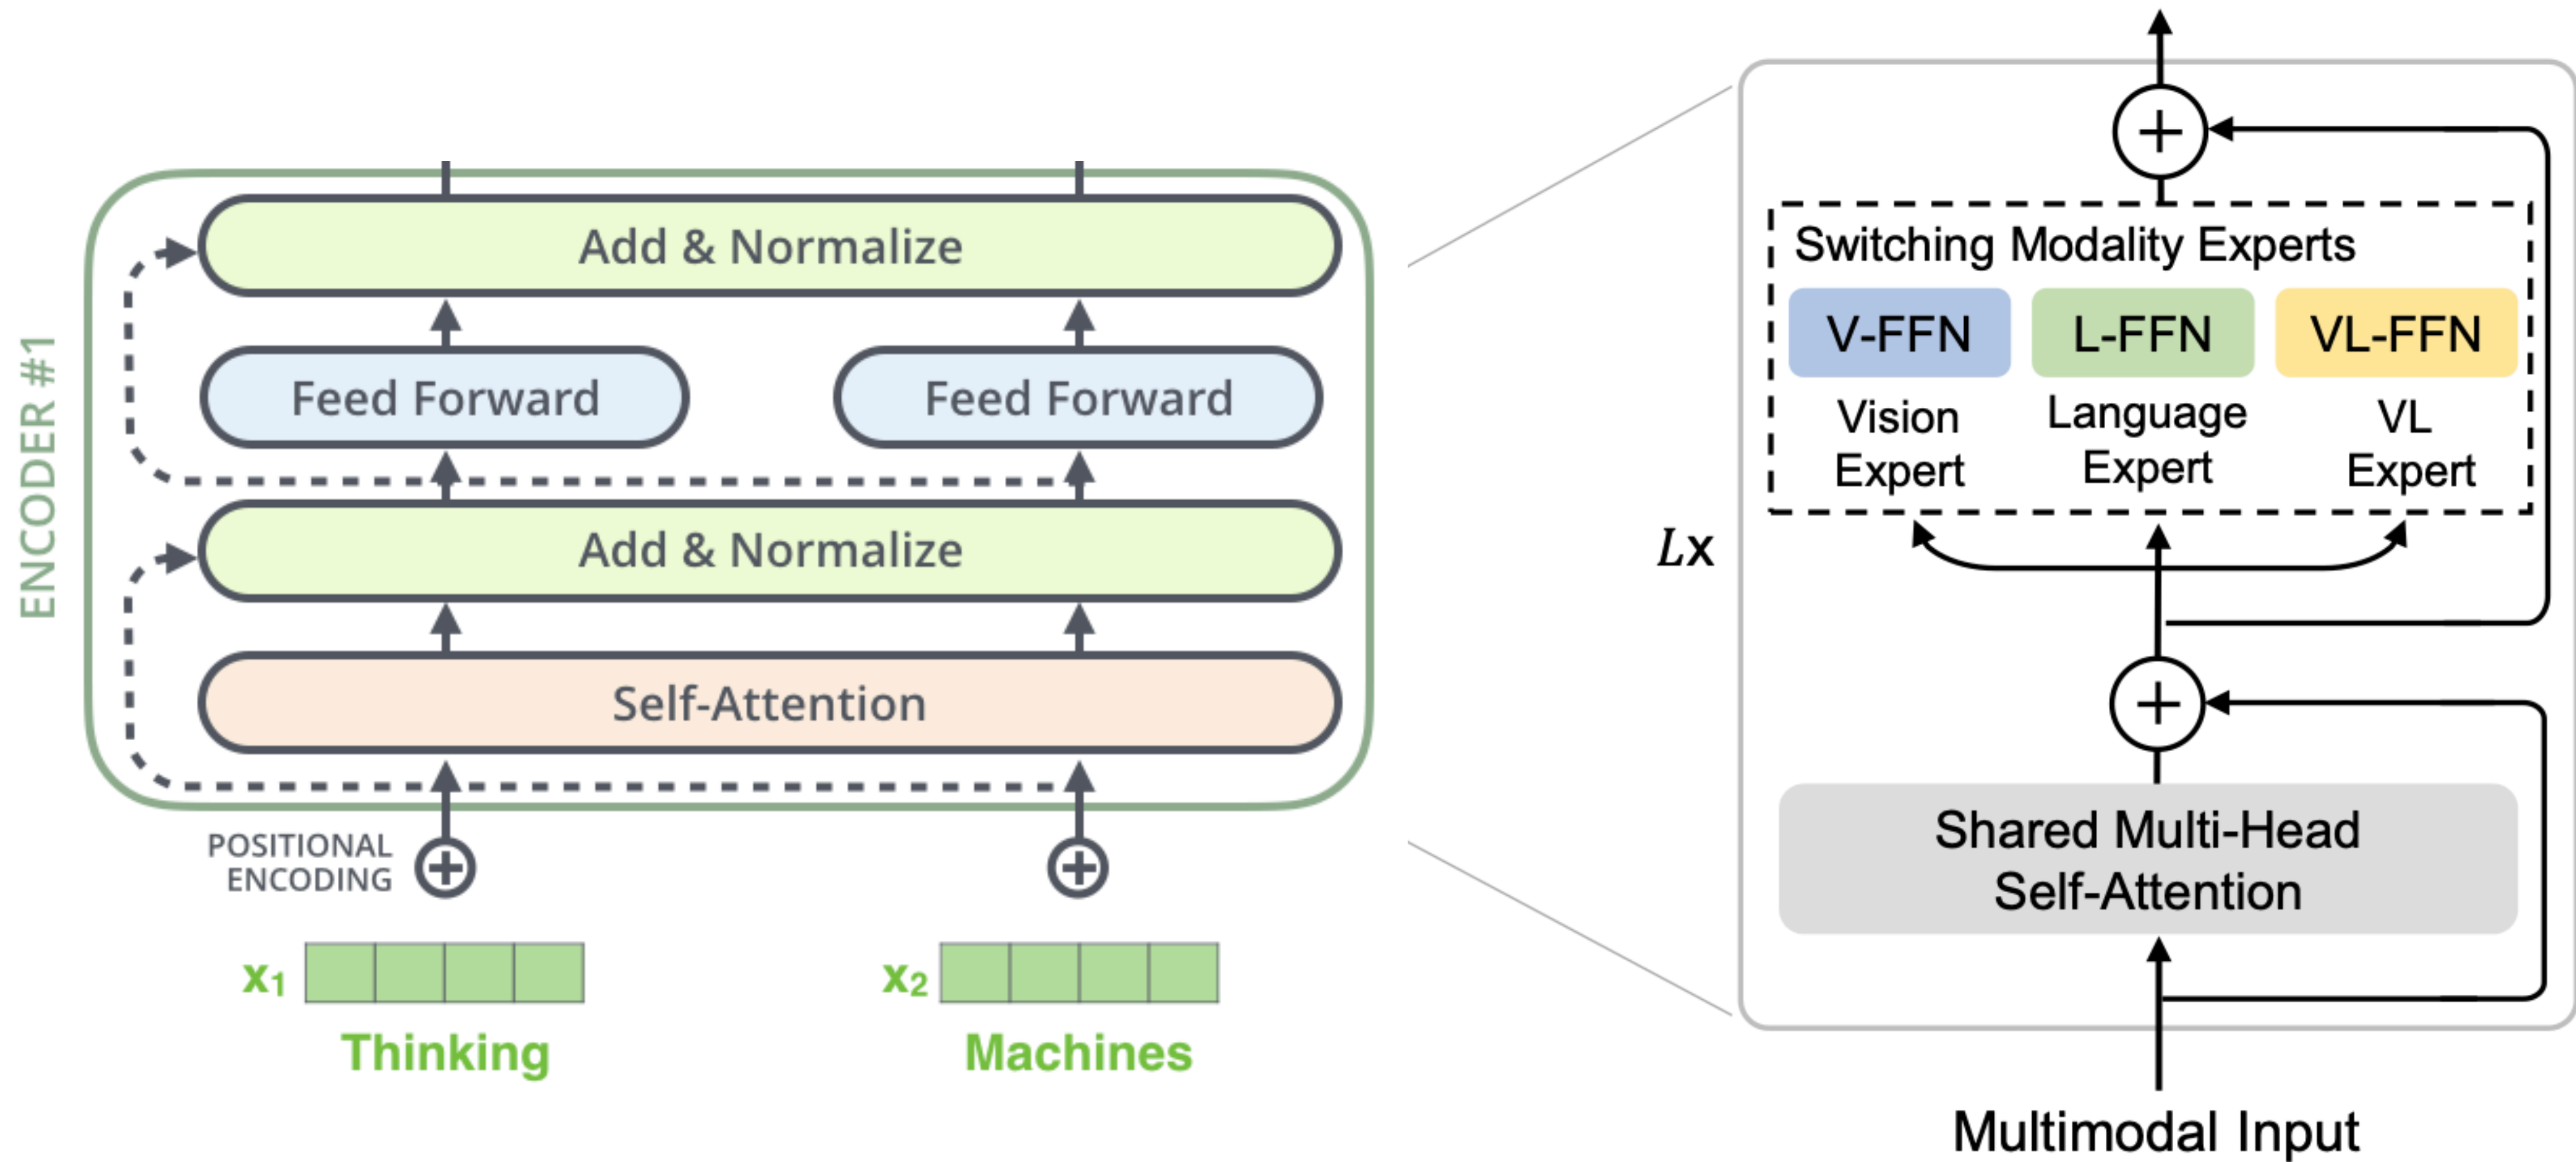 ENCODER #1
Add & Normalize
Feed Forward
Feed Forward
Add & Normalize
Self-Attention
POSITIONAL
ENCODING
x1
x2
Thinking
Machines
Lx
Switching Modality Experts
V-FFN
L-FFN
VL-FFN
Vision
Expert
Language
Expert
VL
Expert
Shared Multi-Head
Self-Attention
Multimodal Input